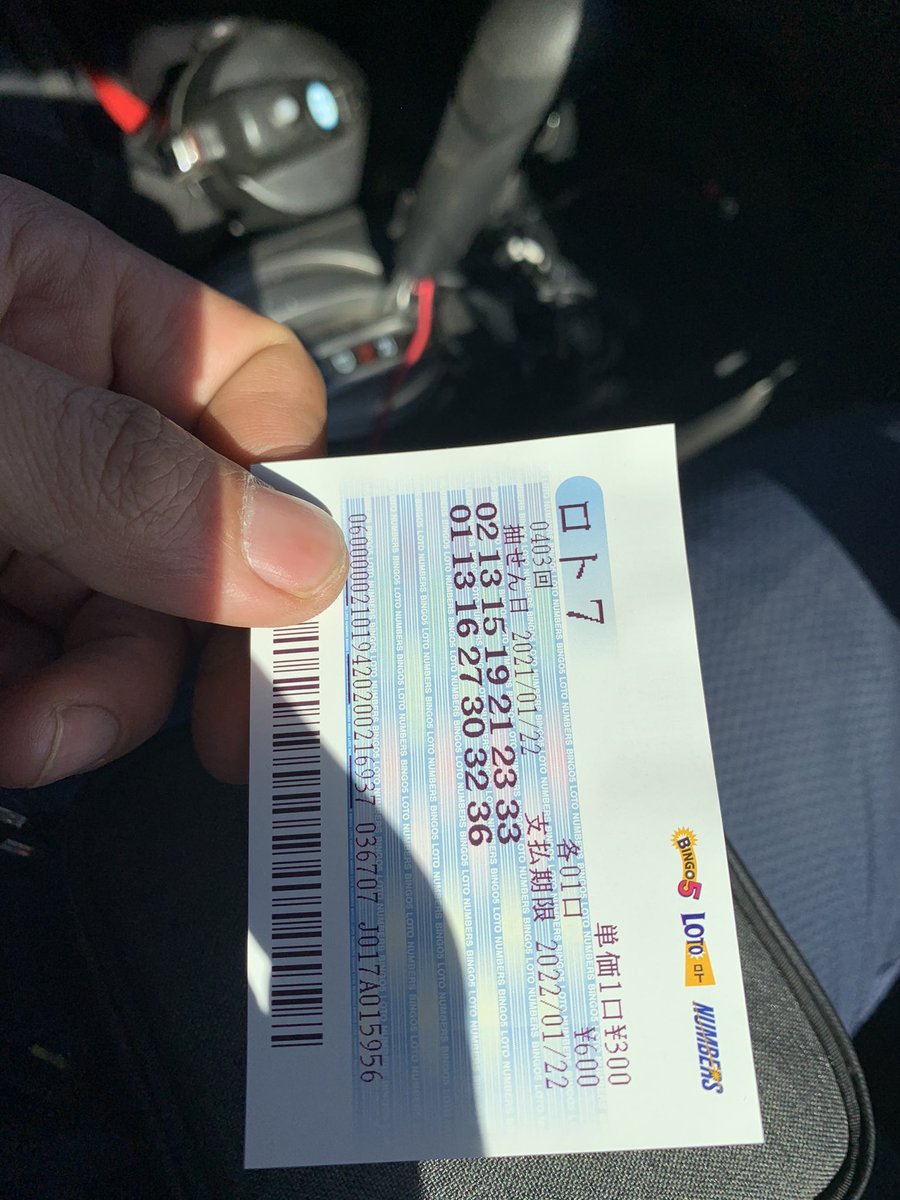 BINGO5 LOTO ロト NUMBERS
ロト7
単価1口¥300
0403回 各01口 ¥600
抽せん日 2021/01/22 支払期限 2022/01/22
02 13 15 19 21 23 33
01 13 16 27 30 32 36
0600000210194202000216937 036707 J017A015956